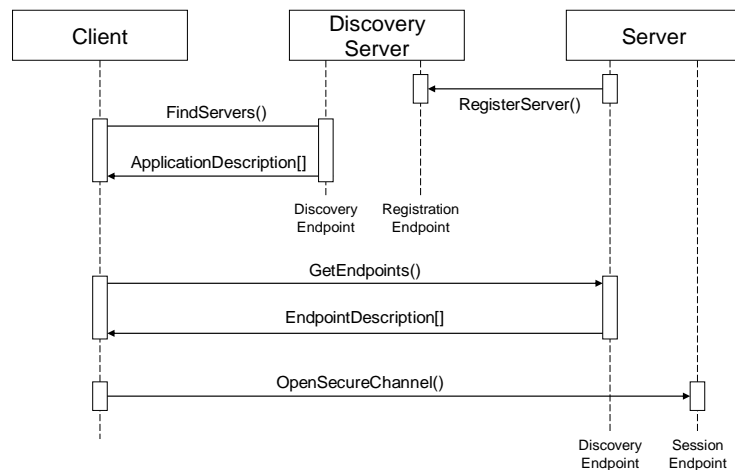 Client
Discovery
Server
Server
RegisterServer()
FindServers()
ApplicationDescription[]
Discovery
Endpoint
Registration
Endpoint
GetEndpoints()
EndpointDescription[]
OpenSecureChannel()
Discovery
Endpoint
Session
Endpoint